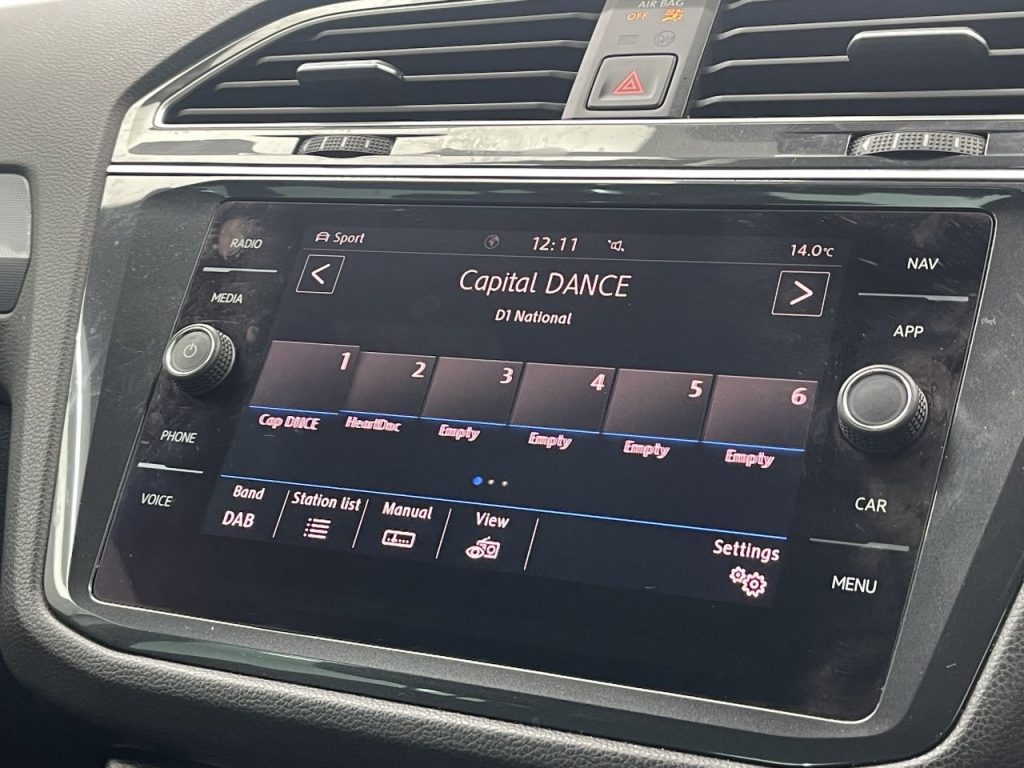 AIR BAG
OFF
RADIO
MEDIA
PHONE
VOICE
Sport
12:11
14.0°C
<
Capital DANCE
>
D1 National
1
2
3
4
5
6
Cap DNCE
HeartDnc
Empty
Empty
Empty
Empty
Band
DAB
Station list
Manual
View
Settings
NAV
APP
CAR
MENU